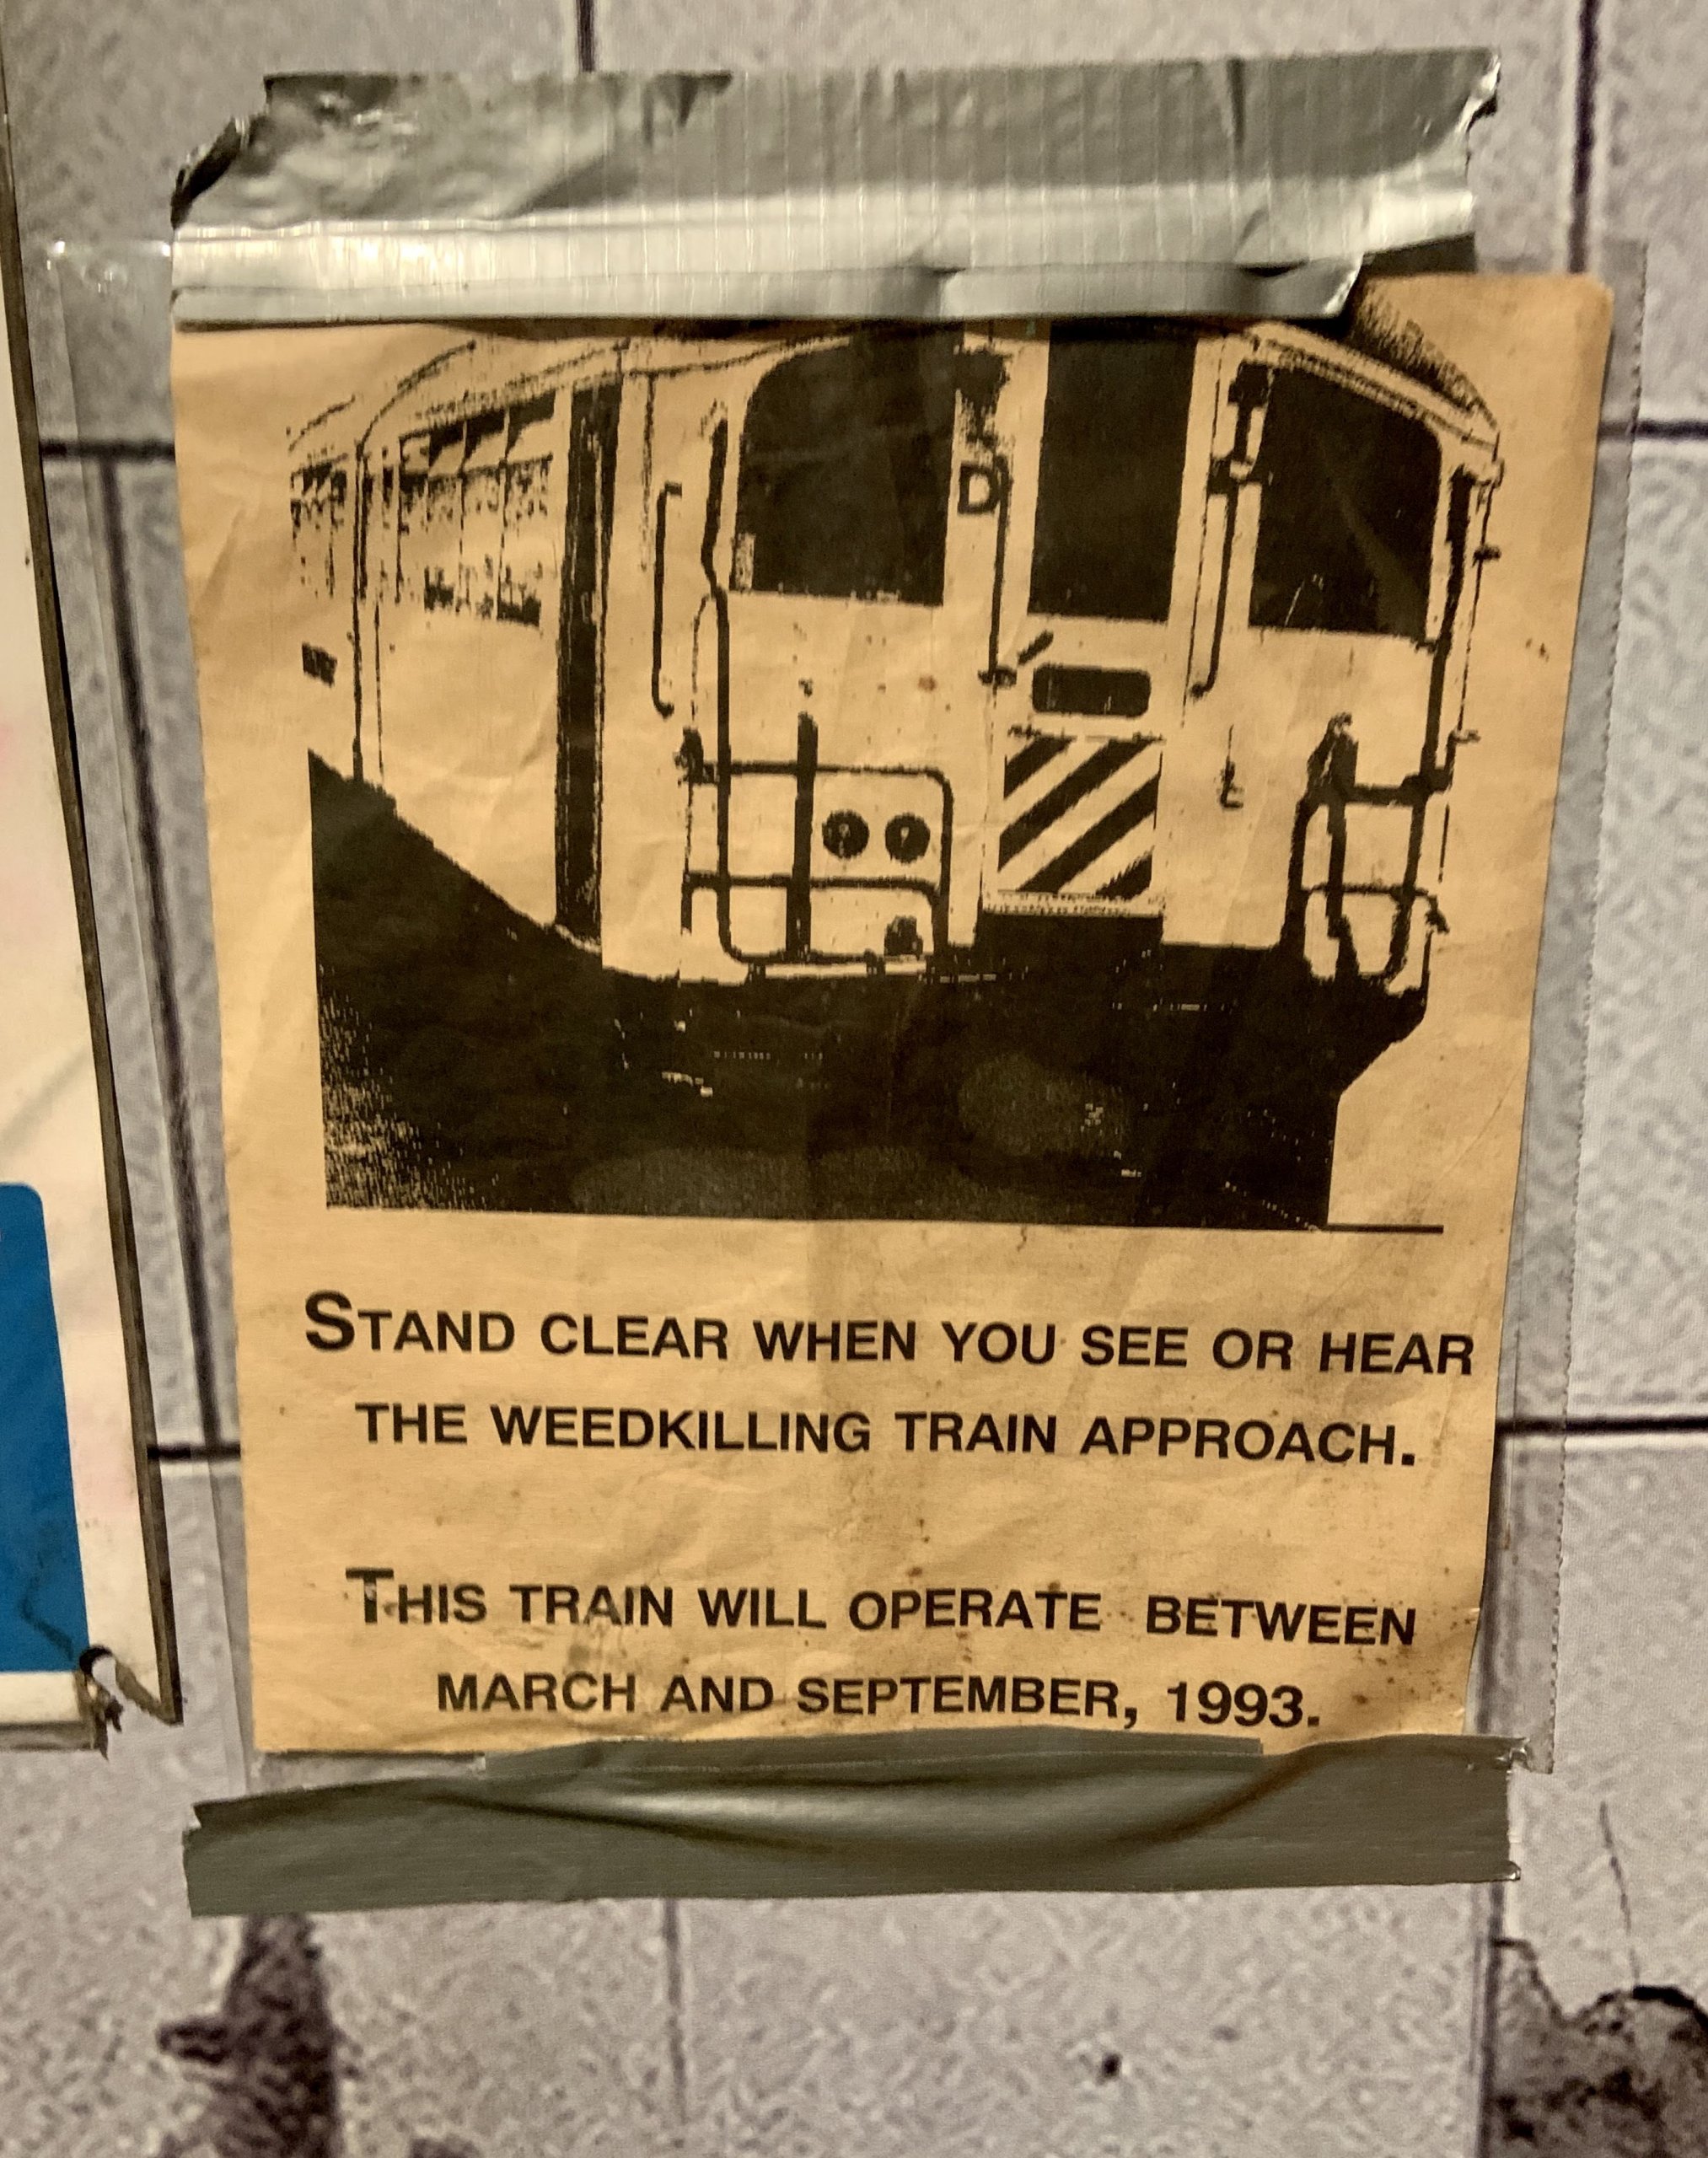 D
STAND CLEAR WHEN YOU SEE OR HEAR
THE WEEDKILLING TRAIN APPROACH.
THIS TRAIN WILL OPERATE BETWEEN
MARCH AND SEPTEMBER, 1993.